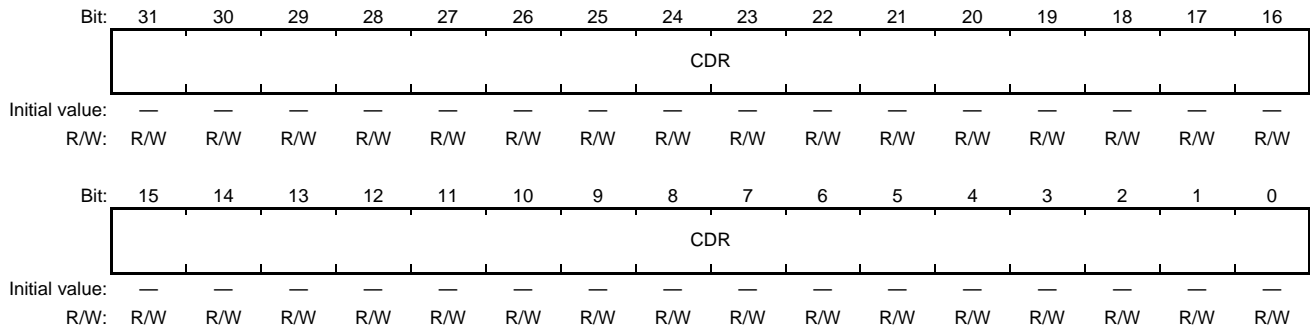 Bit: 31 30 29 28 27 26 25 24 23 22 21 20 19 18 17 16
CDR
Initial value: — — — — — — — — — — — — — — — —
R/W: R/W R/W R/W R/W R/W R/W R/W R/W R/W R/W R/W R/W R/W R/W R/W R/W
Bit: 15 14 13 12 11 10 9 8 7 6 5 4 3 2 1 0
CDR
Initial value: — — — — — — — — — — — — — — — —
R/W: R/W R/W R/W R/W R/W R/W R/W R/W R/W R/W R/W R/W R/W R/W R/W R/W